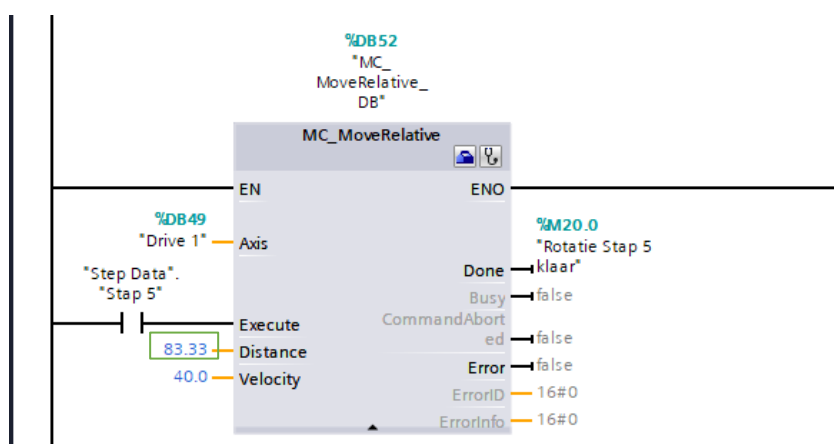 %DB52
"MC_
MoveRelative_
DB"
MC_MoveRelative
EN
ENO
%DB49
"Drive 1"
Axis
%M20.0
"Rotatie Stap 5
klaar"
Done
"Step Data".
"Stap 5"
Busy
false
Execute
CommandAbort
ed
false
83.33
Distance
Error
false
40.0
Velocity
ErrorID
16#0
ErrorInfo
16#0